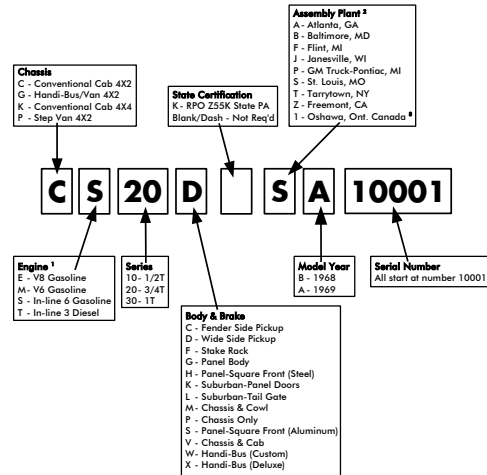 Assembly Plant ²
A - Atlanta, GA
B - Baltimore, MD
F - Flint, MI
J - Janesville, WI
P - GM Truck-Pontiac, MI
S - St. Louis, MO
T - Tarrytown, NY
Z - Freemont, CA
1 - Oshawa, Ont. Canada ³
Chassis
C - Conventional Cab 4X2
G - Handi-Bus/Van 4X2
K - Conventional Cab 4X4
P - Step Van 4X2
State Certification
K - RPO Z55K State PA
Blank/Dash - Not Req'd
C S 20 D S A 10001
Engine ¹
E - V8 Gasoline
M- V6 Gasoline
S - In-line 6 Gasoline
T - In-line 3 Diesel
Series
10- 1/2T
20- 3/4T
30- 1T
Body & Brake
C - Fender Side Pickup
D - Wide Side Pickup
F - Stake Rack
G - Panel Body
H - Panel-Square Front (Steel)
K - Suburban-Panel Doors
L - Suburban-Tail Gate
M- Chassis & Cowl
P - Chassis Only
S - Panel-Square Front (Aluminum)
V - Chassis & Cab
W- Handi-Bus (Custom)
X - Handi-Bus (Deluxe)
Model Year
B - 1968
A - 1969
Serial Number
All start at number 10001